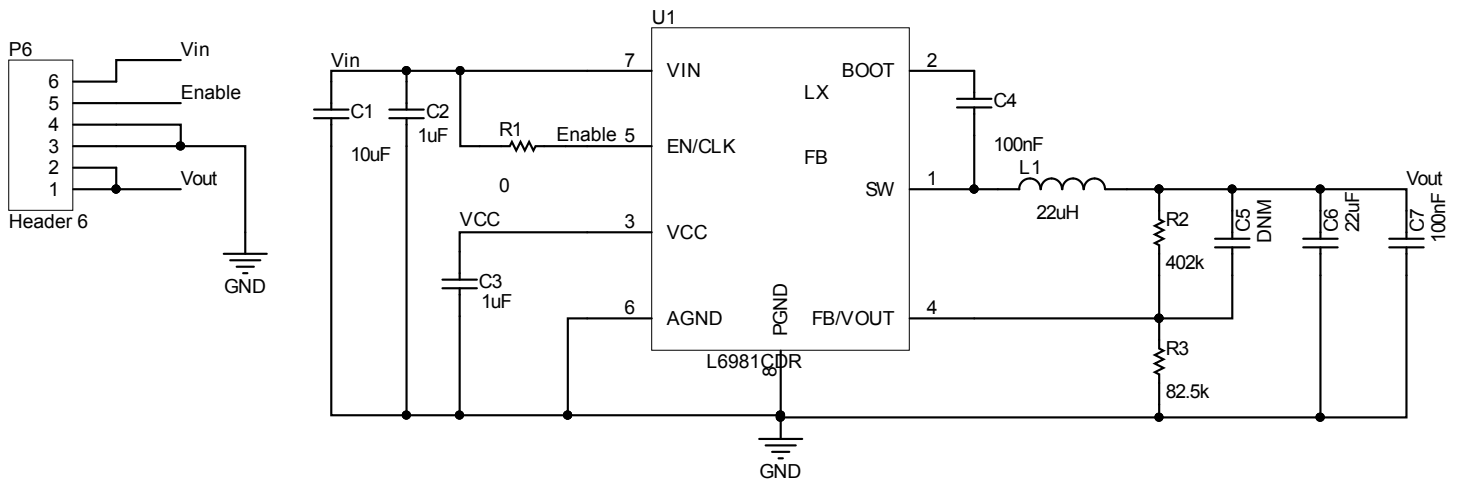 P6
Vin
6
5
Enable
4
3
2
1
Vout
Header 6
GND
U1
Vin
7
VIN
BOOT
2
LX
C1
10uF
C2
1uF
C4
100nF
R1
0
Enable
5
EN/CLK
FB
SW
1
L1
22uH
Vout
VCC
3
VCC
R2
402k
C5
DNM
C6
22uF
C7
100nF
C3
1uF
6
AGND
PGND
FB/VOUT
4
L6981CDR
8
R3
82.5k
GND